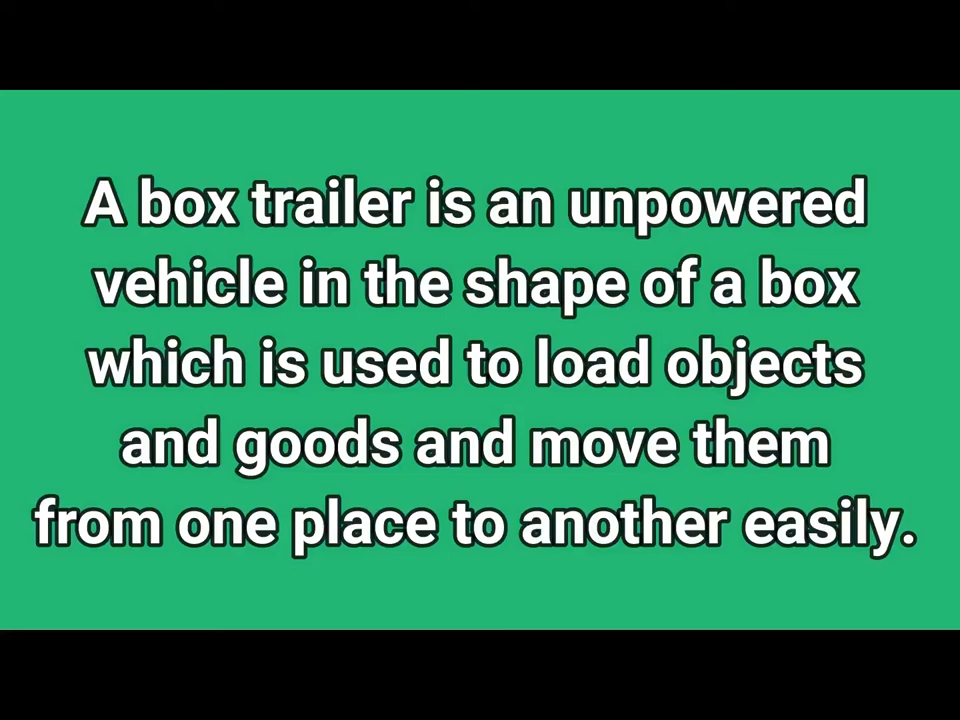 A box trailer is an unpowered
vehicle in the shape of a box
which is used to load objects
and goods and move them
from one place to another easily.